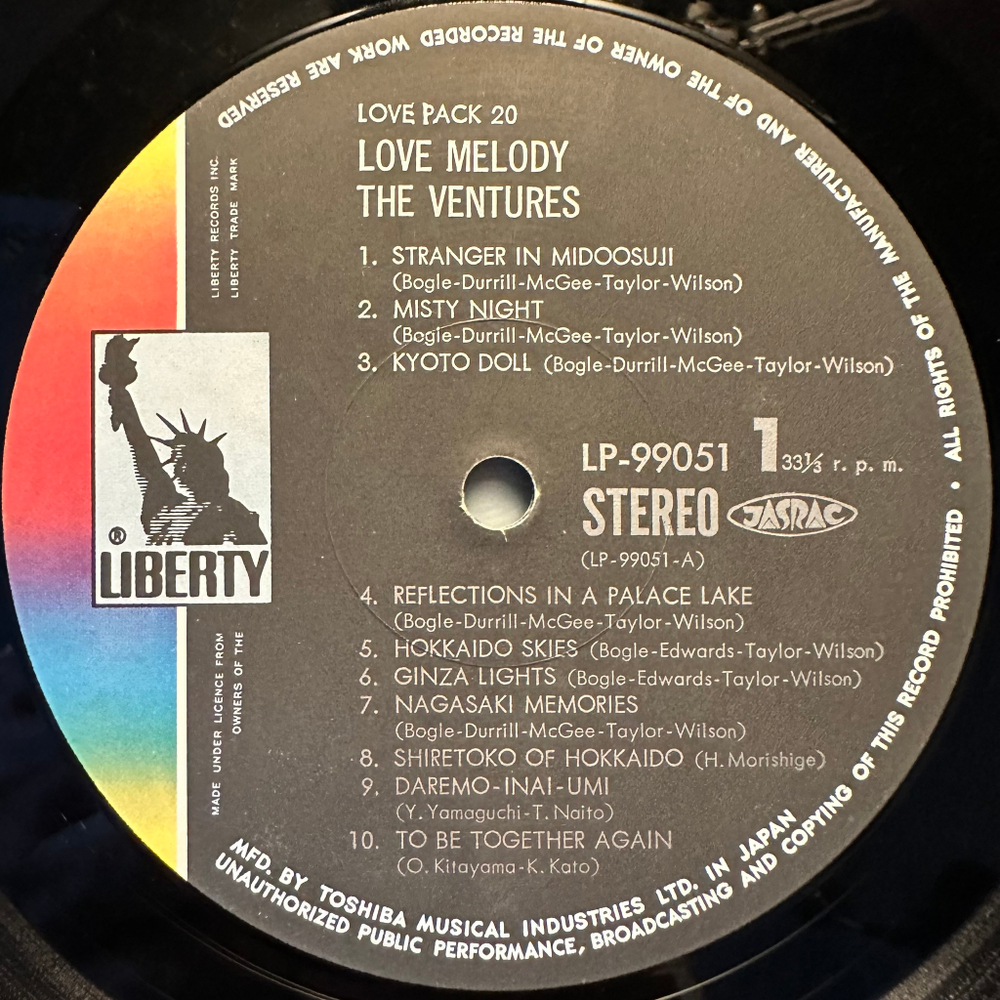 LOVE PACK 20
LOVE MELODY
THE VENTURES
1. STRANGER IN MIDOOSUJI
(Bogle-Durrill-McGee-Taylor-Wilson)
2. MISTY NIGHT
(Bogle-Durrill-McGee-Taylor-Wilson)
3. KYOTO DOLL (Bogle-Durrill-McGee-Taylor-Wilson)
LP-99051 1 33⅓ r. p. m.
STEREO JASRAC
(LP-99051-A)
4. REFLECTIONS IN A PALACE LAKE
(Bogle-Durrill-McGee-Taylor-Wilson)
5. HOKKAIDO SKIES (Bogle-Edwards-Taylor-Wilson)
6. GINZA LIGHTS (Bogle-Edwards-Taylor-Wilson)
7. NAGASAKI MEMORIES
(Bogle-Durrill-McGee-Taylor-Wilson)
8. SHIRETOKO OF HOKKAIDO (H. Morishige)
9. DAREMO-INAI-UMI
(Y. Yamaguchi-T. Naito)
10. TO BE TOGETHER AGAIN
(O. Kitayama-K. Kato)
LIBERTY RECORDS INC.
LIBERTY TRADE MARK
®
LIBERTY
MADE UNDER LICENCE FROM
OWNERS OF THE
MFD. BY TOSHIBA MUSICAL INDUSTRIES LTD. IN JAPAN
UNAUTHORIZED PUBLIC PERFORMANCE, BROADCASTING AND COPYING OF THIS RECORD PROHIBITED • ALL RIGHTS OF THE MANUFACTURER AND OF THE OWNER OF THE RECORDED WORK ARE RESERVED